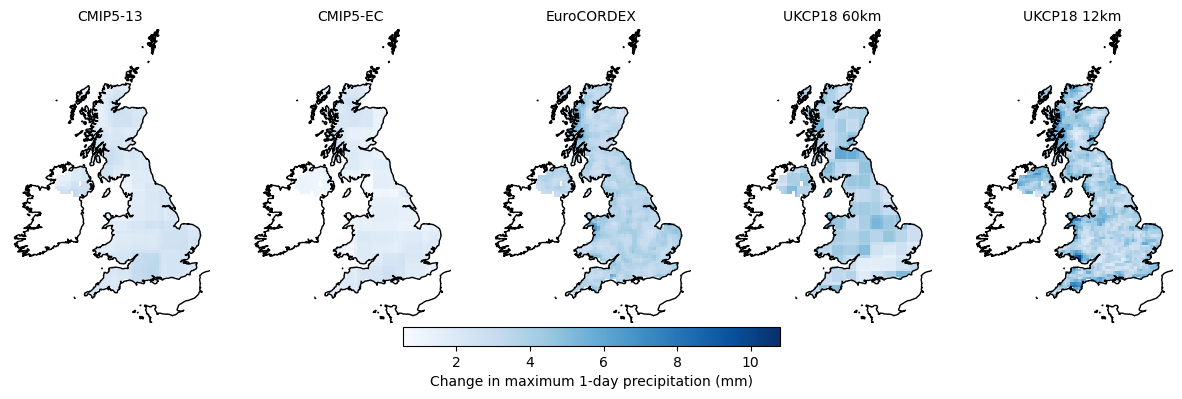 CMIP5-13 CMIP5-EC EuroCORDEX UKCP18 60km UKCP18 12km
2 4 6 8 10
Change in maximum 1-day precipitation (mm)